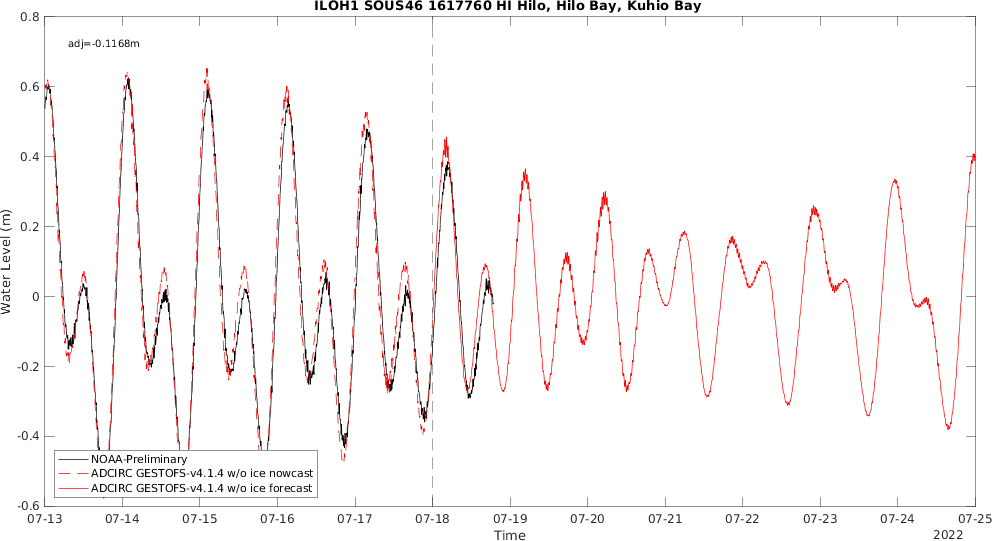 ILOH1 SOUS46 1617760 HI Hilo, Hilo Bay, Kuhio Bay
adj=-0.1168m
0.8
0.6
0.4
0.2
0
-0.2
-0.4
-0.6
Water Level (m)
NOAA-Preliminary
ADCIRC GESTOFS-v4.1.4 w/o ice nowcast
ADCIRC GESTOFS-v4.1.4 w/o ice forecast
07-13 07-14 07-15 07-16 07-17 07-18 07-19 07-20 07-21 07-22 07-23 07-24 07-25
Time
2022